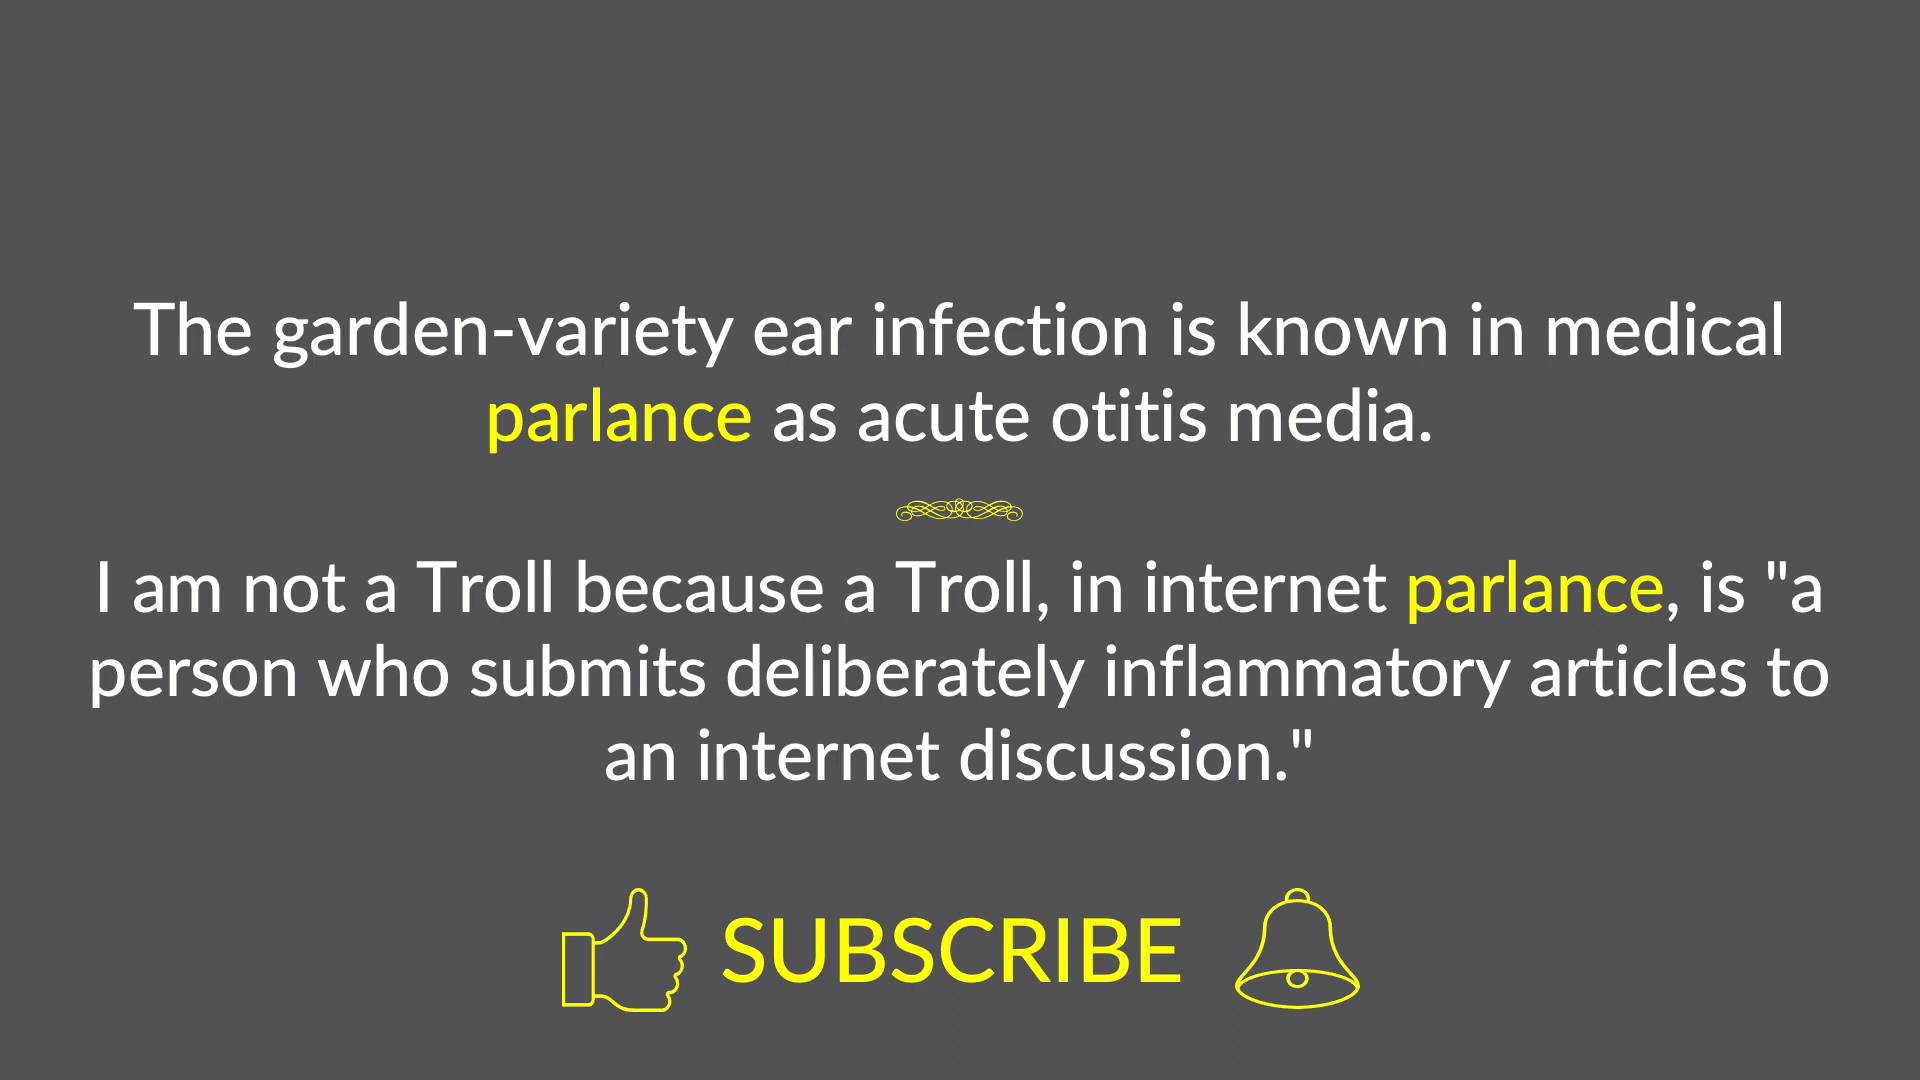 The garden-variety ear infection is known in medical
parlance as acute otitis media.
I am not a Troll because a Troll, in internet parlance, is "a
person who submits deliberately inflammatory articles to
an internet discussion."
SUBSCRIBE